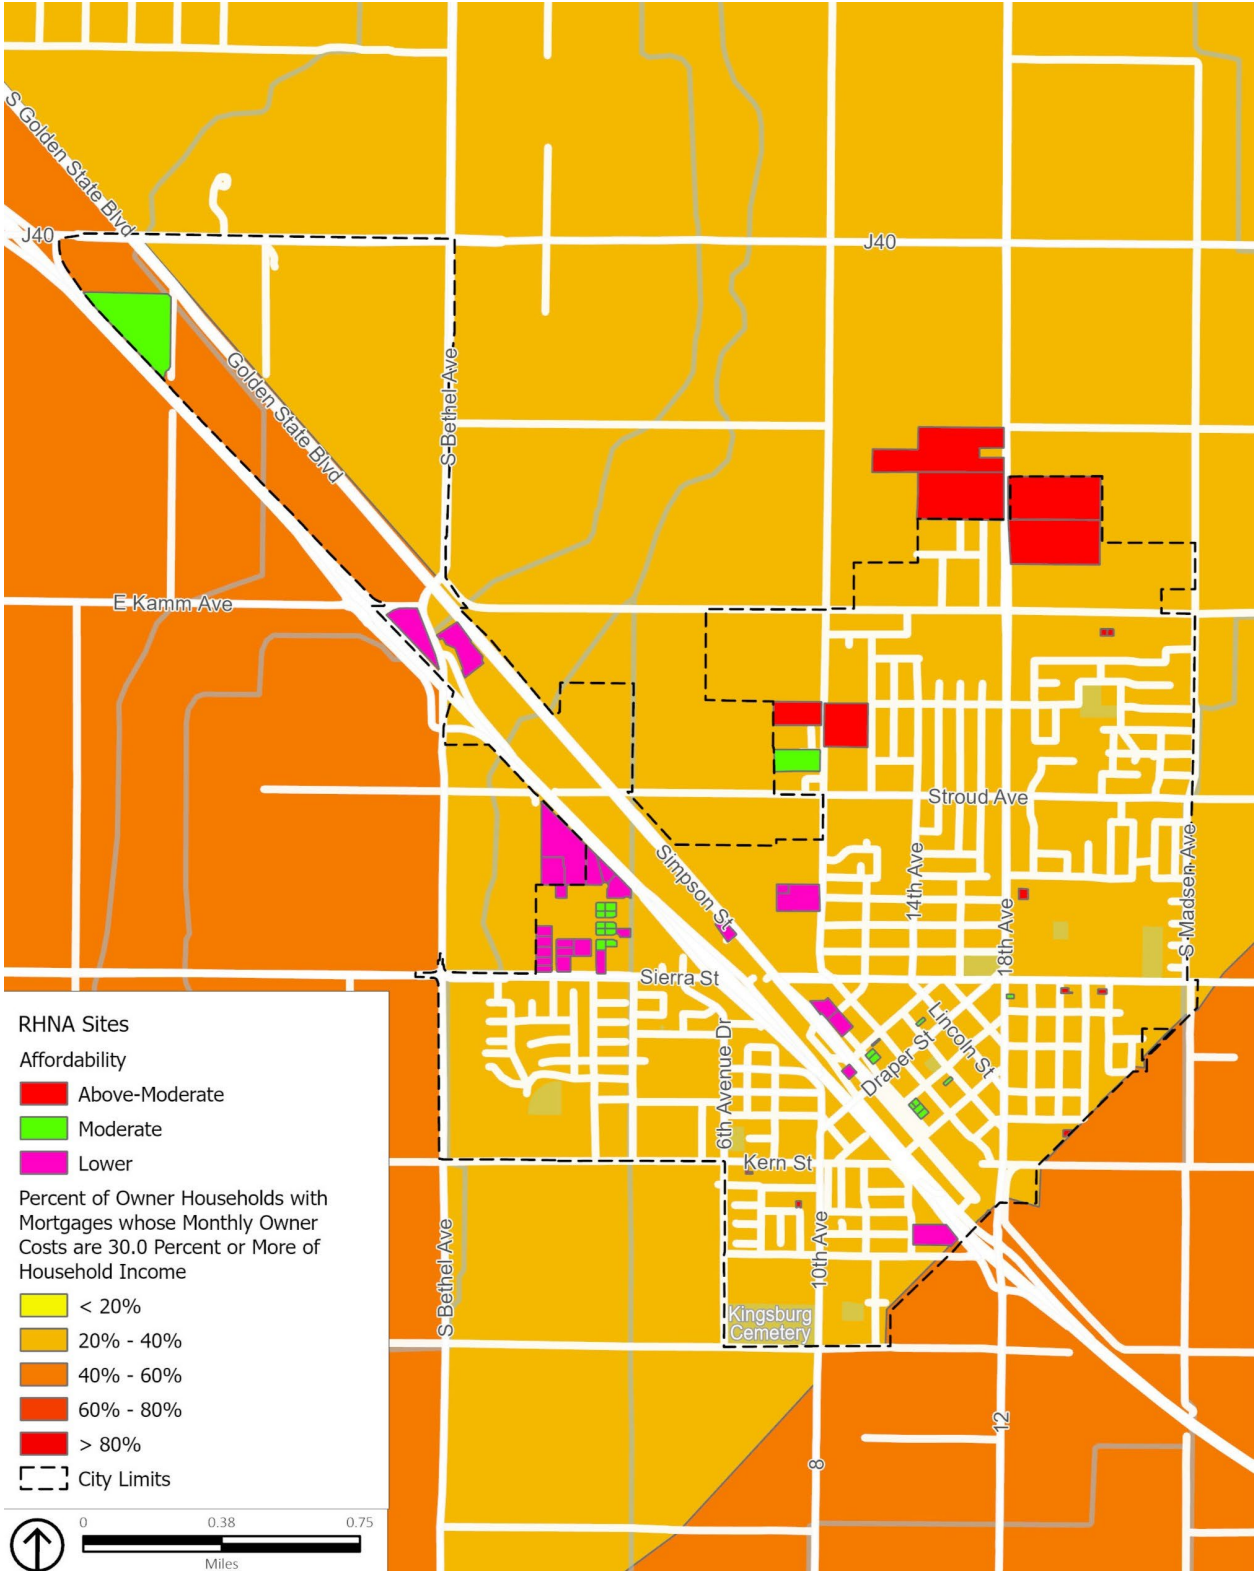 S Golden State Blvd
J40
J40
Golden State Blvd
S Bethel Ave
E Kamm Ave
Stroud Ave
Simpson St
14th Ave
18th Ave
S Madsen Ave
Sierra St
Lincoln St
Draper St
6th Avenue Dr
Kern St
10th Ave
S Bethel Ave
Kingsburg
Cemetery
12
8
RHNA Sites
Affordability
Above-Moderate
Moderate
Lower
Percent of Owner Households with
Mortgages whose Monthly Owner
Costs are 30.0 Percent or More of
Household Income
< 20%
20% - 40%
40% - 60%
60% - 80%
> 80%
City Limits
0 0.38 0.75
Miles